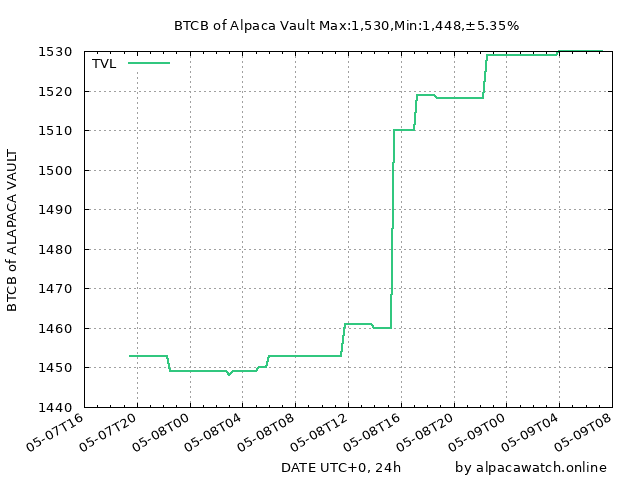 BTCB of Alpaca Vault Max:1,530,Min:1,448,±5.35%
TVL
BTCB of ALAPACA VAULT
1530
1520
1510
1500
1490
1480
1470
1460
1450
1440
05-07T16
05-07T20
05-08T00
05-08T04
05-08T08
05-08T12
05-08T16
05-08T20
05-09T00
05-09T04
05-09T08
DATE UTC+0, 24h
by alpacawatch.online